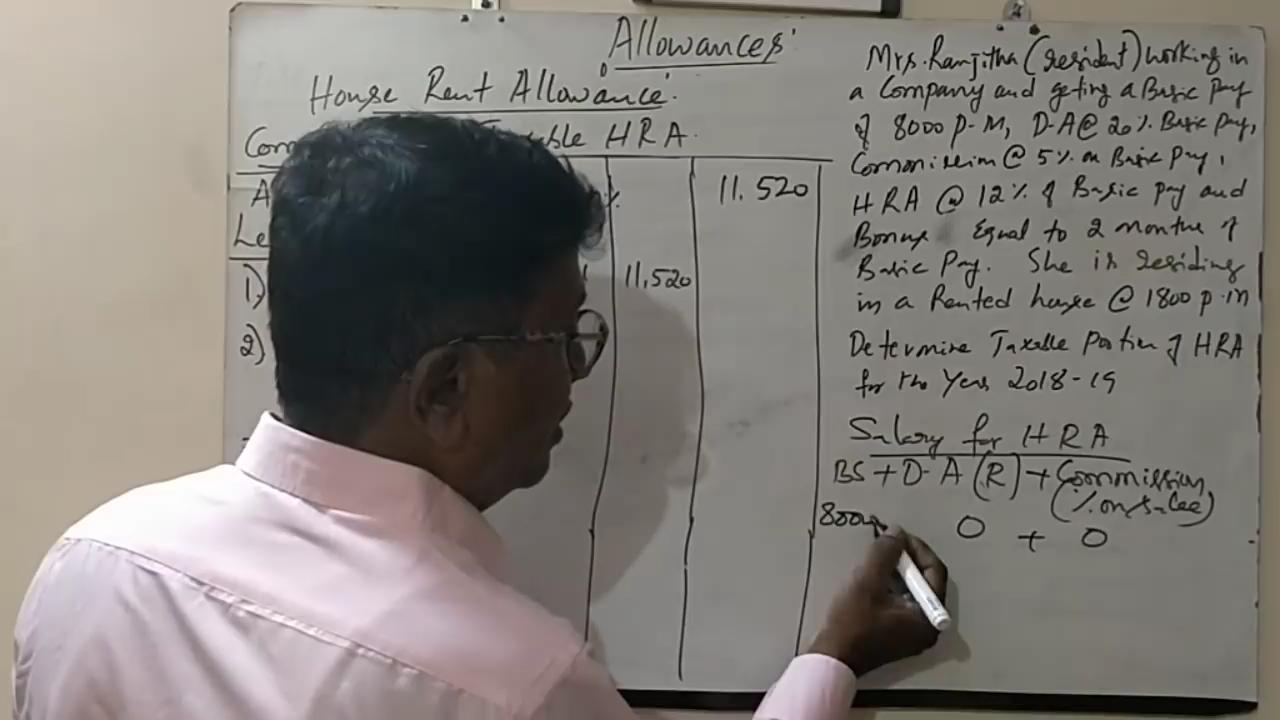 Allowances
House Rent Allowance.
Com Taxable HRA.
A % 11.520
Le
1) 11,520
2)
Mrs. Ranjitha (resident) working in
a Company and geting a Basic Pay
of 8000 P.M, D.A @ 20% Basic pay,
Commission @ 5% on Basic Pay,
HRA @ 12% of Basic pay and
Bonus Equal to 2 months of
Basic Pay. She is residing
in a Rented house @ 1800 p.m
Determine Taxable Portion of HRA
for the Year 2018-19
Salary for HRA
BS + D.A (R) + Commission
(% on Sales)
0 + 0